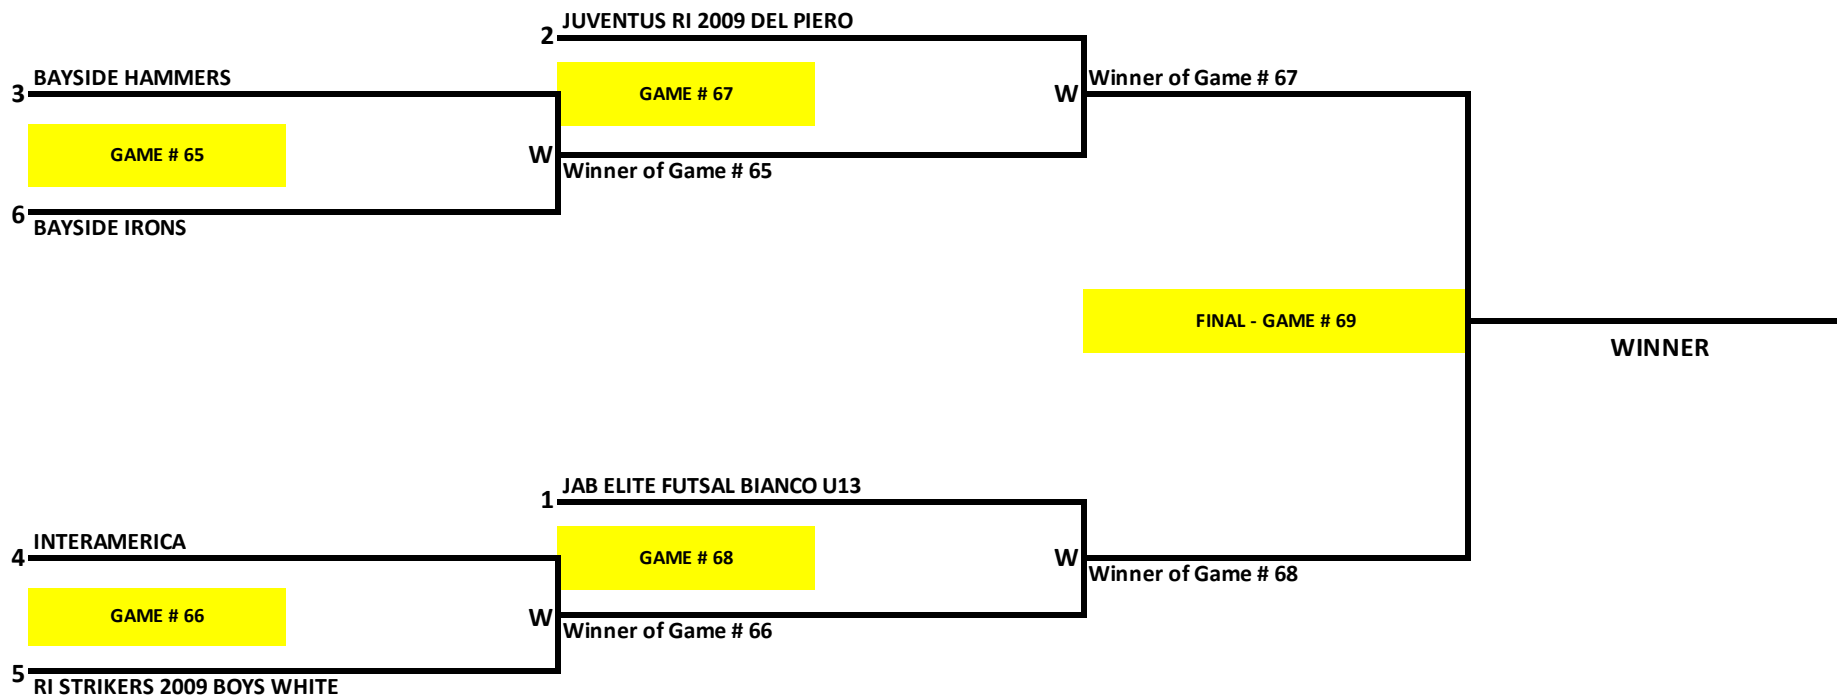 JUVENTUS RI 2009 DEL PIERO
2
BAYSIDE HAMMERS
3
GAME # 67
W
Winner of Game # 67
GAME # 65
W
Winner of Game # 65
6
BAYSIDE IRONS
FINAL - GAME # 69
WINNER
JAB ELITE FUTSAL BIANCO U13
1
INTERAMERICA
4
GAME # 68
W
Winner of Game # 68
GAME # 66
W
Winner of Game # 66
5
RI STRIKERS 2009 BOYS WHITE